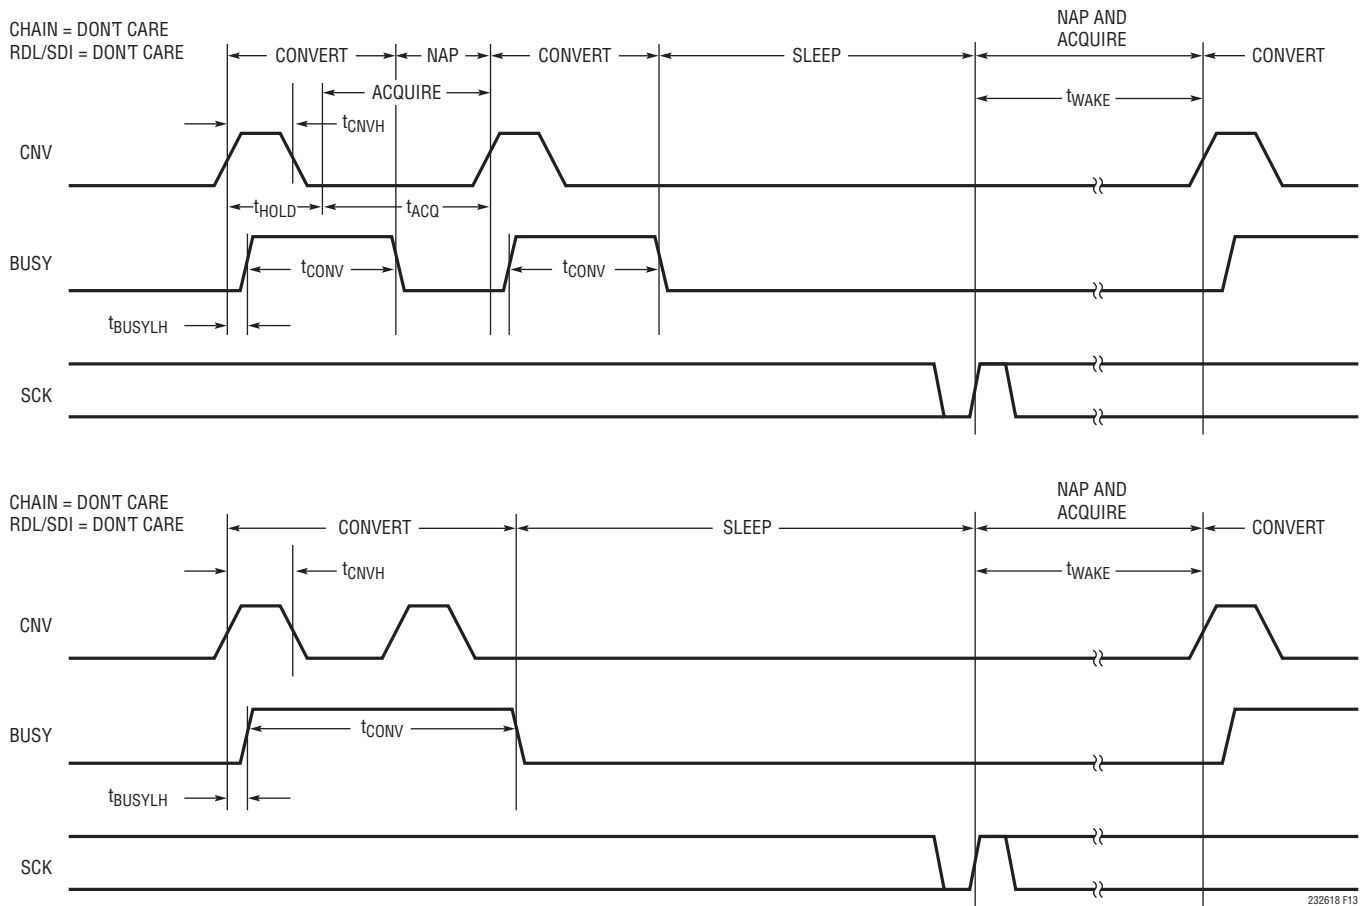 CHAIN = DON'T CARE
RDL/SDI = DON'T CARE
NAP AND
ACQUIRE
CONVERT
NAP
CONVERT
SLEEP
CONVERT
ACQUIRE
tWAKE
tCNVH
CNV
tHOLD
tACQ
BUSY
tCONV
tCONV
tBUSYLH
SCK
CHAIN = DON'T CARE
RDL/SDI = DON'T CARE
NAP AND
ACQUIRE
CONVERT
SLEEP
CONVERT
tCNVH
tWAKE
CNV
BUSY
tCONV
tBUSYLH
SCK
232618 F13